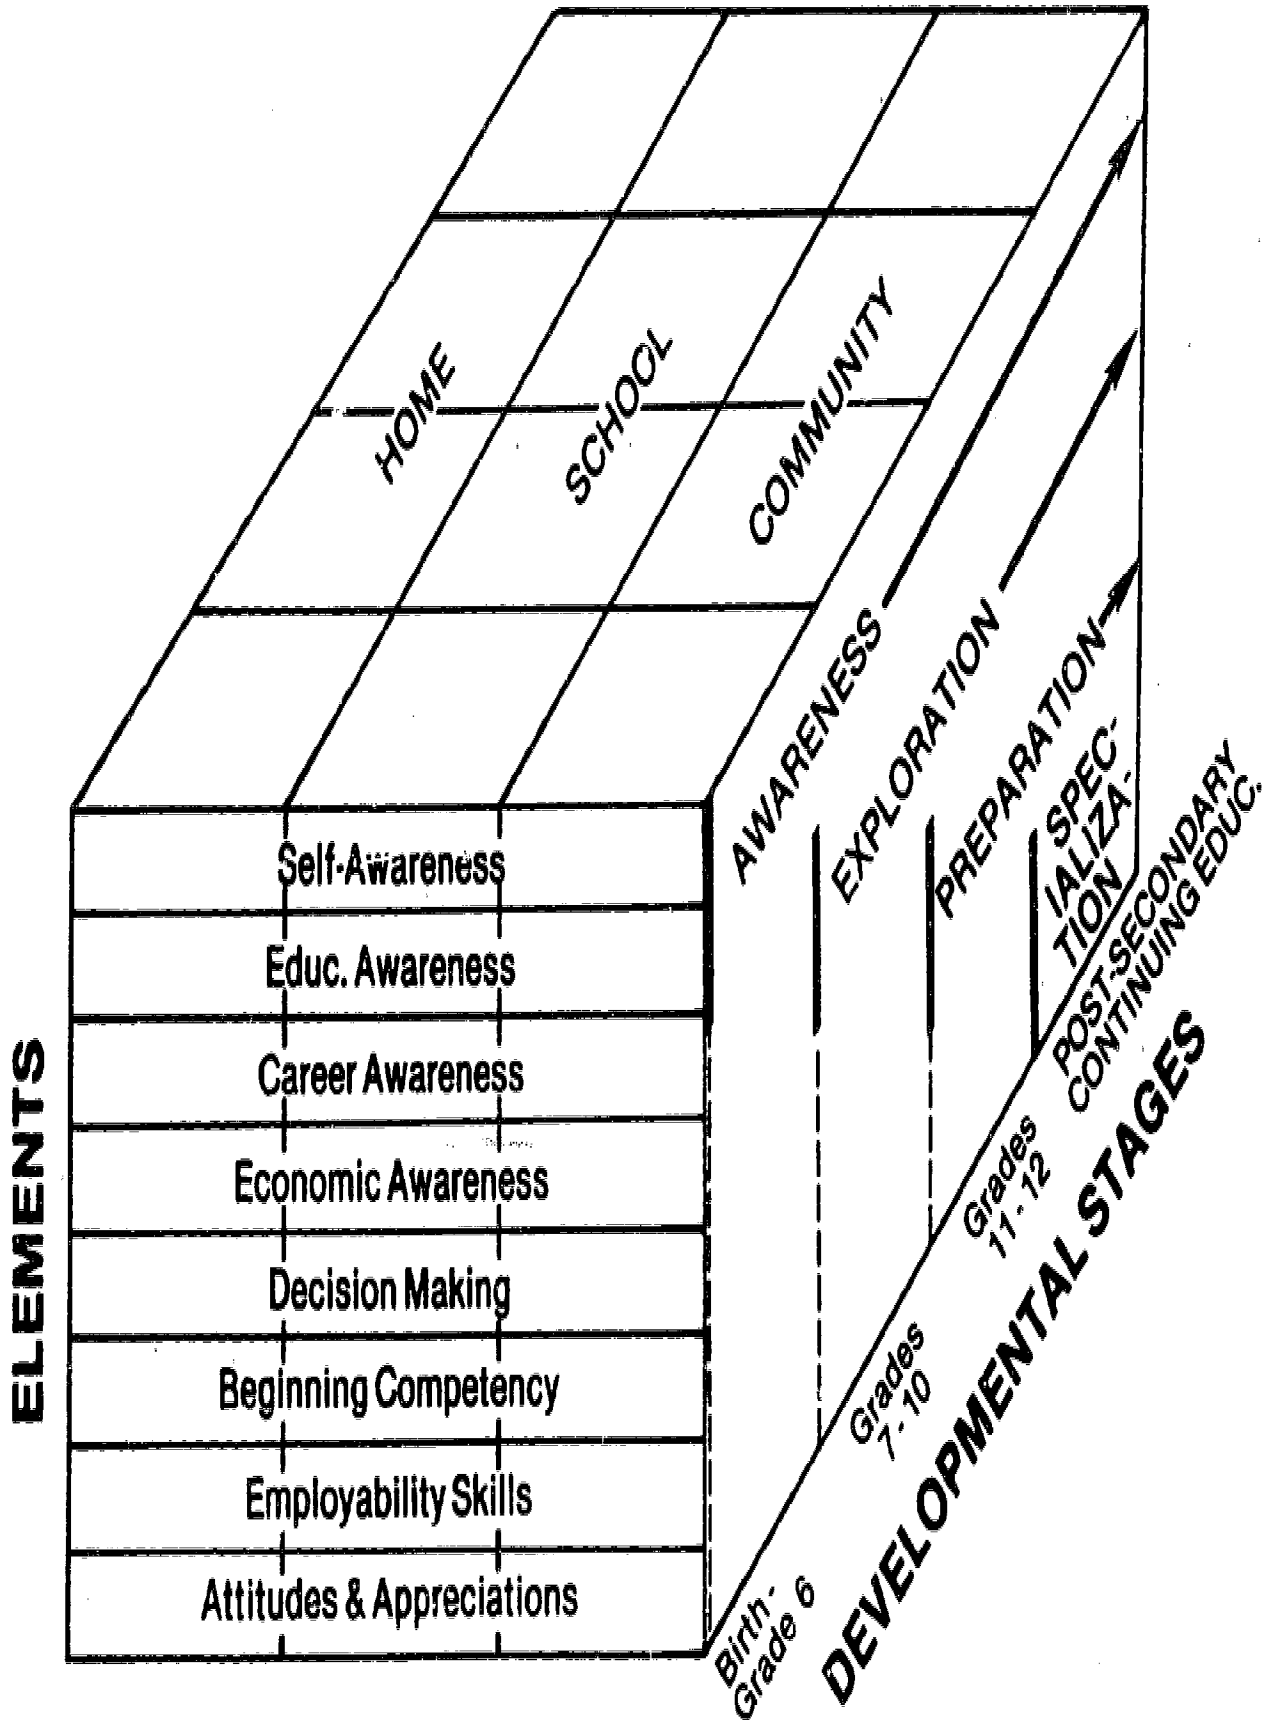 HOME
SCHOOL
COMMUNITY
AWARENESS
EXPLORATION
PREPARATION
SPEC-
IALIZA-
TION
ELEMENTS
Self-Awareness
Educ. Awareness
Career Awareness
Economic Awareness
Decision Making
Beginning Competency
Employability Skills
Attitudes & Appreciations
Birth-
Grade 6
Grades
7-10
Grades
11-12
POST-SECONDARY
CONTINUING EDUC.
DEVELOPMENTAL STAGES